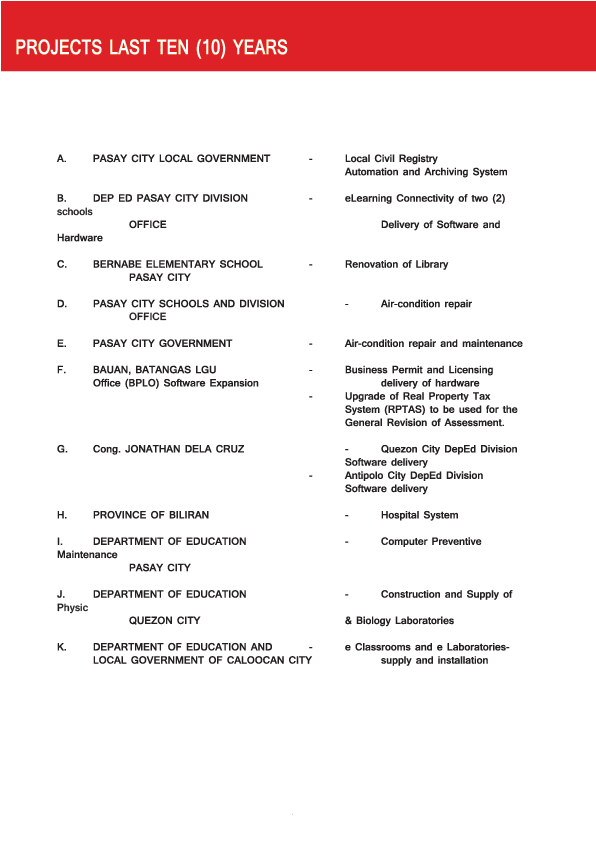 PROJECTS LAST TEN (10) YEARS
A. PASAY CITY LOCAL GOVERNMENT - Local Civil Registry
Automation and Archiving System
B. DEP ED PASAY CITY DIVISION - eLearning Connectivity of two (2)
schools
OFFICE Delivery of Software and
Hardware
C. BERNABE ELEMENTARY SCHOOL - Renovation of Library
PASAY CITY
D. PASAY CITY SCHOOLS AND DIVISION - Air-condition repair
OFFICE
E. PASAY CITY GOVERNMENT - Air-condition repair and maintenance
F. BAUAN, BATANGAS LGU - Business Permit and Licensing
Office (BPLO) Software Expansion delivery of hardware
- Upgrade of Real Property Tax
System (RPTAS) to be used for the
General Revision of Assessment.
G. Cong. JONATHAN DELA CRUZ - Quezon City DepEd Division
Software delivery
- Antipolo City DepEd Division
Software delivery
H. PROVINCE OF BILIRAN - Hospital System
I. DEPARTMENT OF EDUCATION - Computer Preventive
Maintenance
PASAY CITY
J. DEPARTMENT OF EDUCATION - Construction and Supply of
Physic
QUEZON CITY & Biology Laboratories
K. DEPARTMENT OF EDUCATION AND - e Classrooms and e Laboratories-
LOCAL GOVERNMENT OF CALOOCAN CITY supply and installation